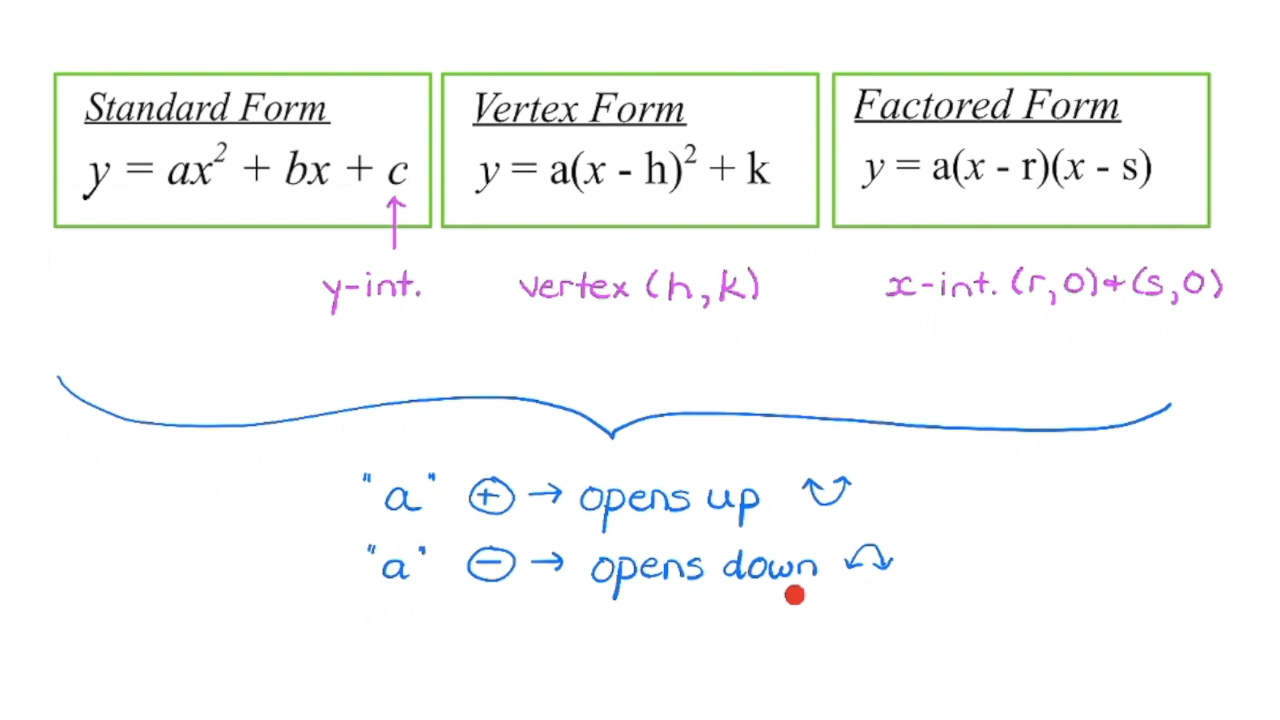 Standard Form
y = ax² + bx + c
Vertex Form
y = a(x - h)² + k
Factored Form
y = a(x - r)(x - s)
y-int.
vertex (h,k)
x-int. (r,0)+(s,0)
"a" ⊕ → opens up
"a" ⊖ → opens down